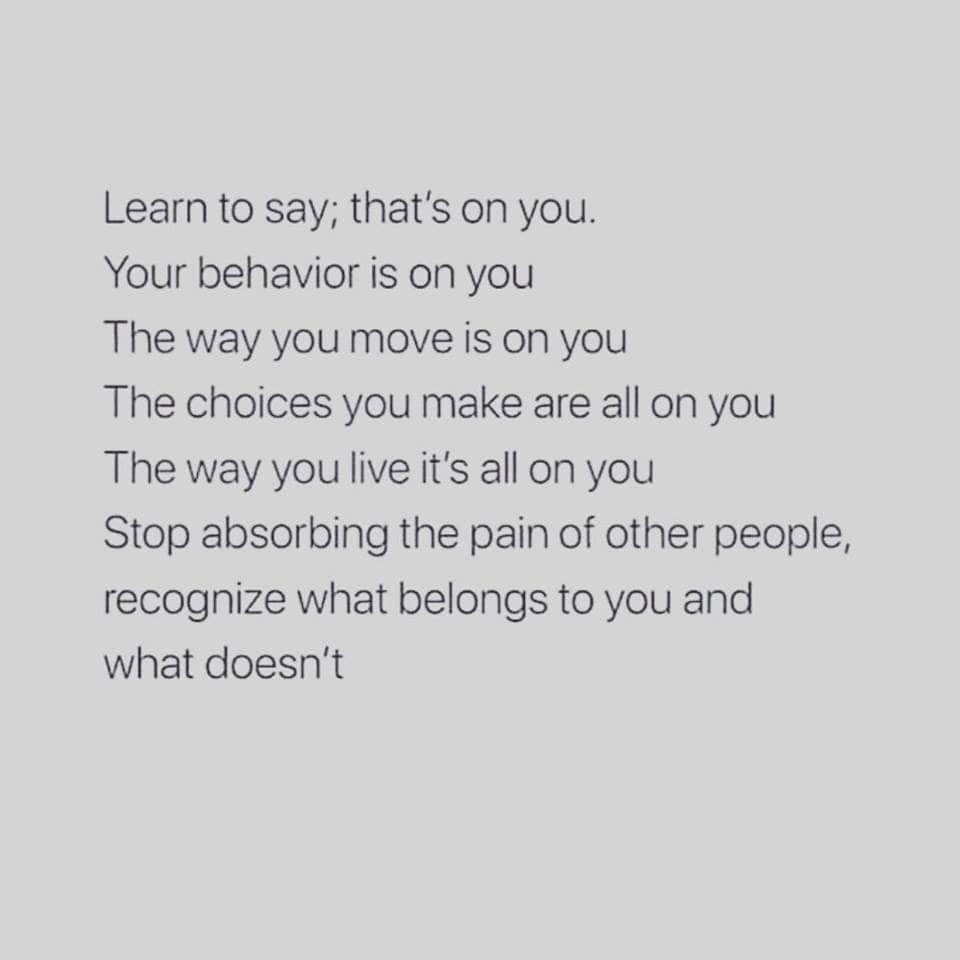 Learn to say; that's on you.
Your behavior is on you
The way you move is on you
The choices you make are all on you
The way you live it's all on you
Stop absorbing the pain of other people,
recognize what belongs to you and
what doesn't